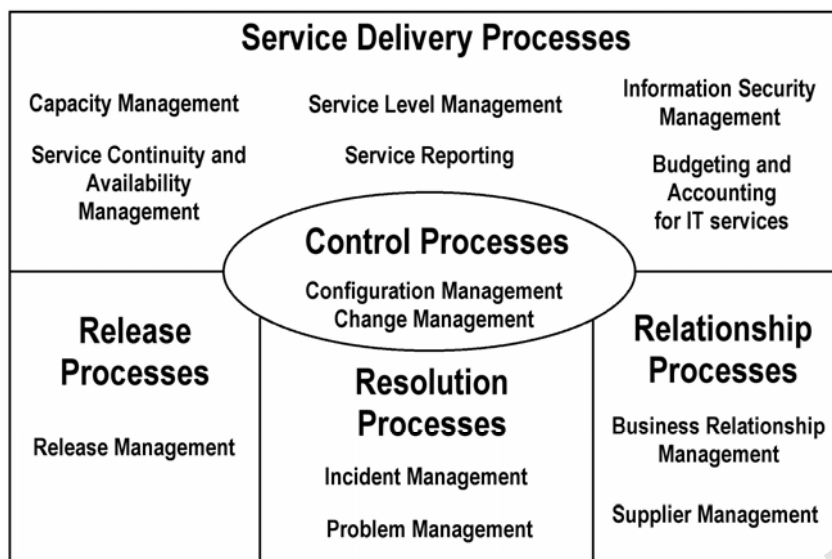 Service Delivery Processes
Capacity Management
Service Continuity and
Availability
Management
Service Level Management
Service Reporting
Information Security
Management
Budgeting and
Accounting
for IT services
Control Processes
Configuration Management
Change Management
Release
Processes
Release Management
Resolution
Processes
Incident Management
Problem Management
Relationship
Processes
Business Relationship
Management
Supplier Management